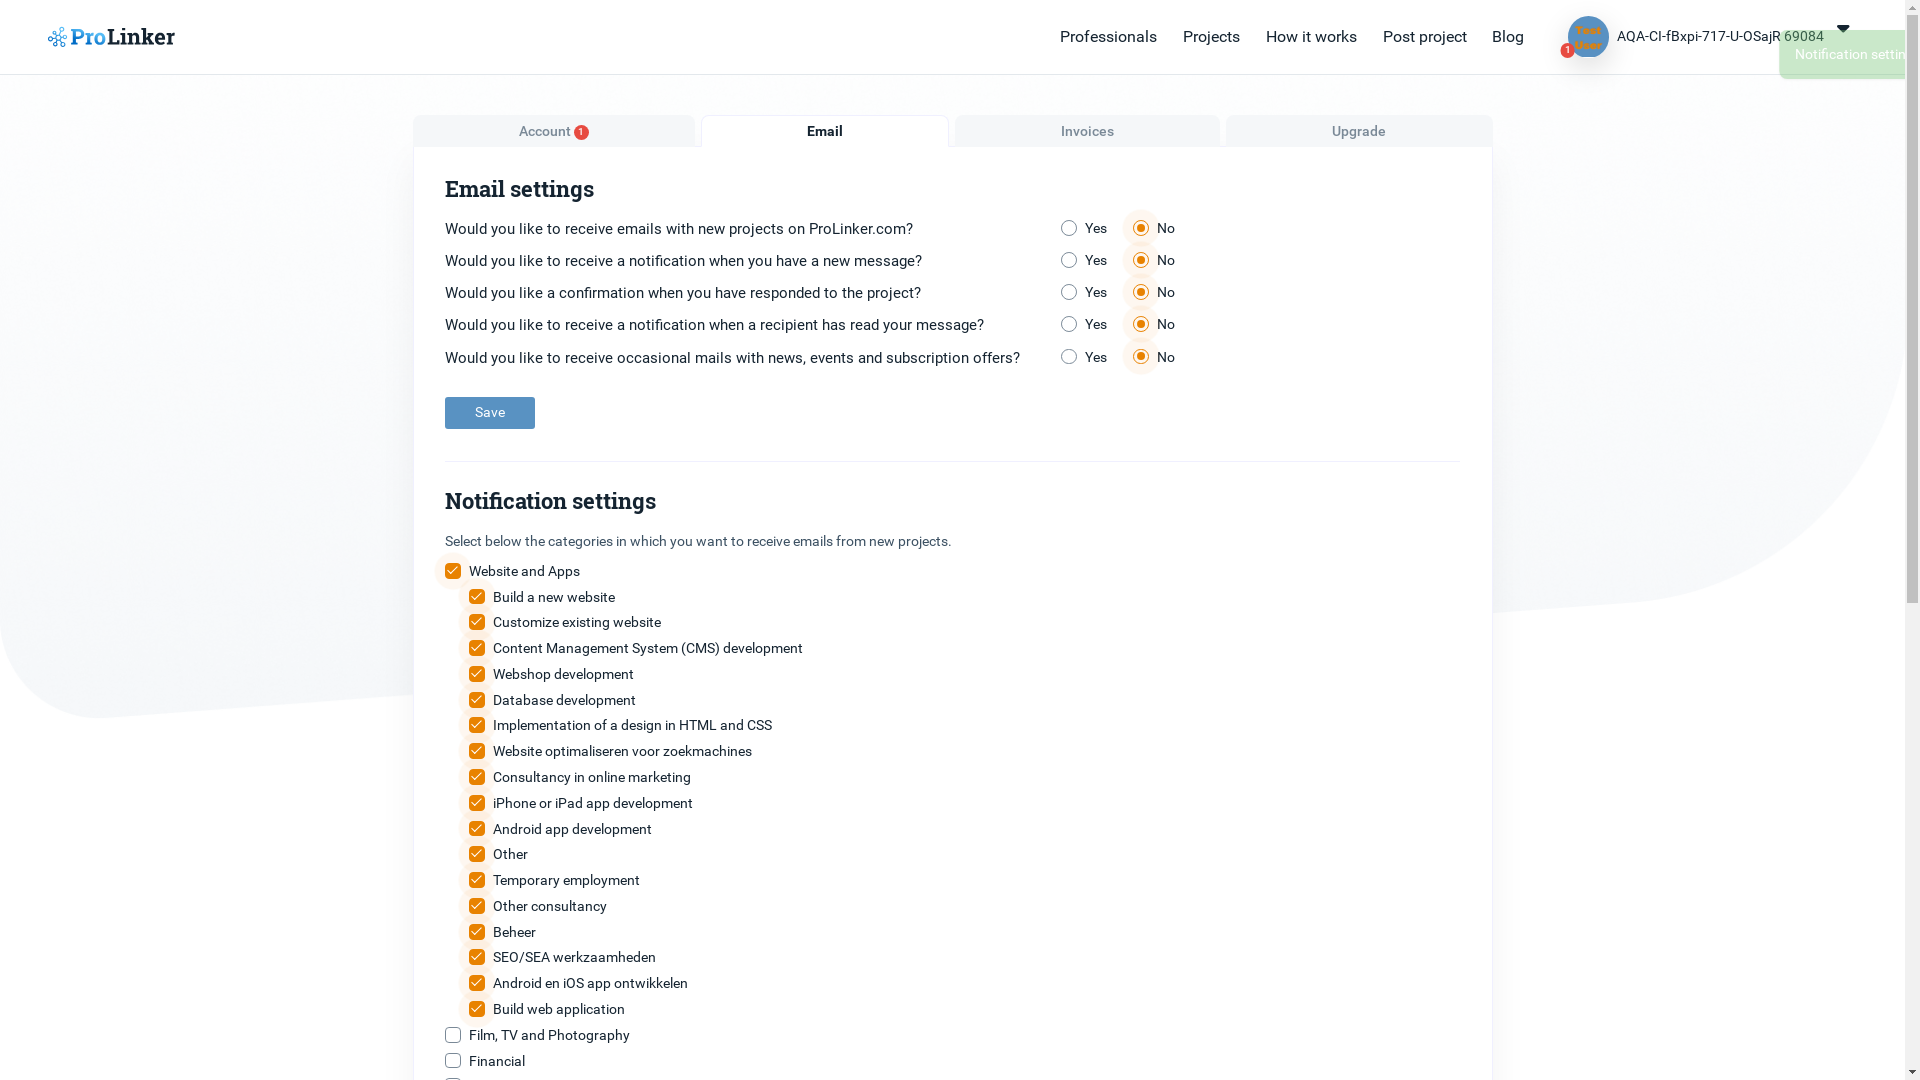 ProLinker
Professionals
Projects
How it works
Post project
Blog
Test
User
1
AQA-CI-fBxpi-717-U-OSajR 69084
Notification settin
Account 1
Email
Invoices
Upgrade
Email settings
Would you like to receive emails with new projects on ProLinker.com? Yes No
Would you like to receive a notification when you have a new message? Yes No
Would you like a confirmation when you have responded to the project? Yes No
Would you like to receive a notification when a recipient has read your message? Yes No
Would you like to receive occasional mails with news, events and subscription offers? Yes No
Save
Notification settings
Select below the categories in which you want to receive emails from new projects.
Website and Apps
Build a new website
Customize existing website
Content Management System (CMS) development
Webshop development
Database development
Implementation of a design in HTML and CSS
Website optimaliseren voor zoekmachines
Consultancy in online marketing
iPhone or iPad app development
Android app development
Other
Temporary employment
Other consultancy
Beheer
SEO/SEA werkzaamheden
Android en iOS app ontwikkelen
Build web application
Film, TV and Photography
Financial